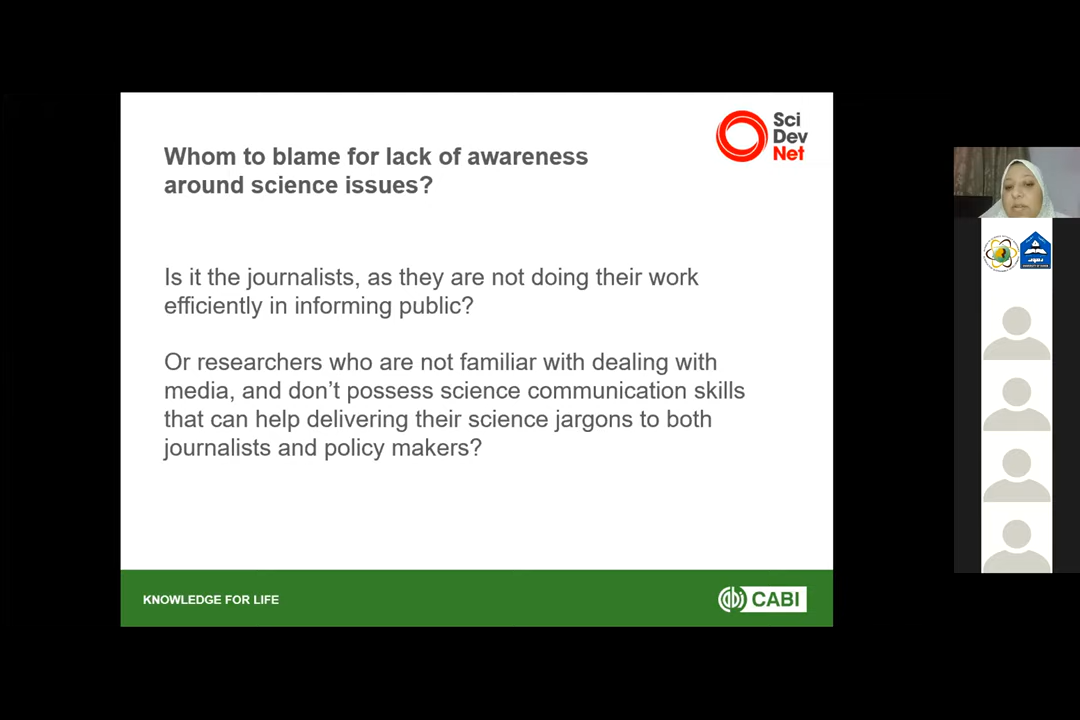 Sci
Dev
Net
Whom to blame for lack of awareness
around science issues?
Is it the journalists, as they are not doing their work
efficiently in informing public?
Or researchers who are not familiar with dealing with
media, and don’t possess science communication skills
that can help delivering their science jargons to both
journalists and policy makers?
KNOWLEDGE FOR LIFE
CABI